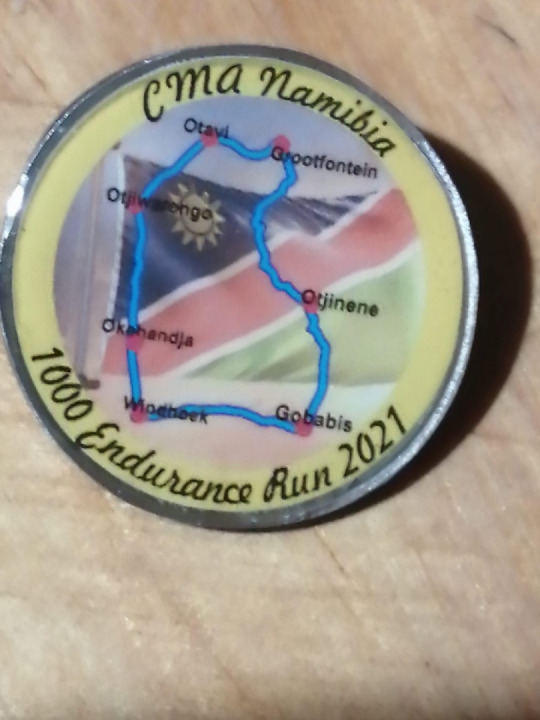 CMA Namibia
Otavi
Grootfontein
Otjiwarongo
Otjinene
Okahandja
Windhoek
Gobabis
1000 Endurance Run 2021